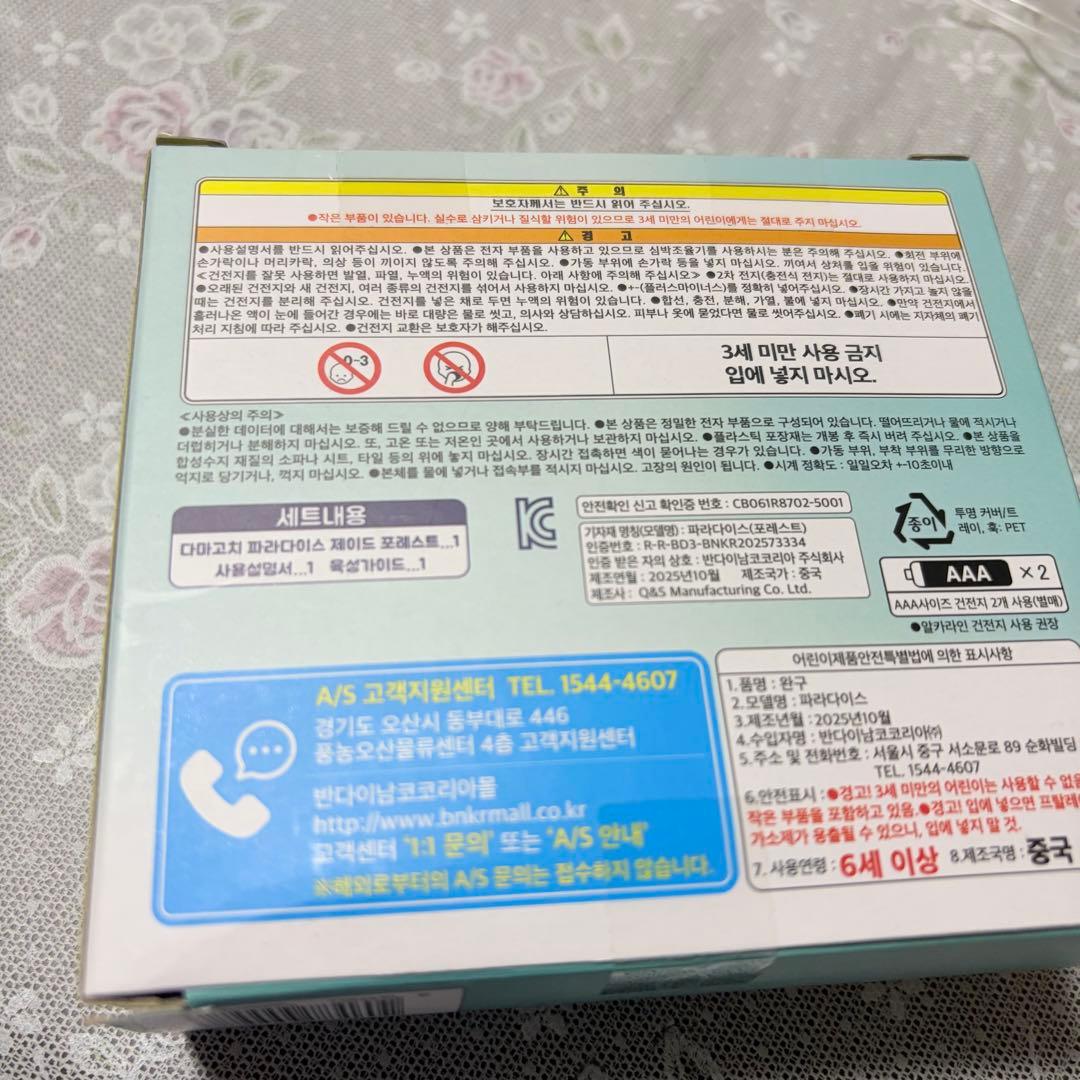 ⚠ 주 의
보호자께서는 반드시 읽어 주십시오.
●작은 부품이 있습니다. 실수로 삼키거나 질식할 위험이 있으므로 3세 미만의 어린이에게는 절대로 주지 마십시오.
⚠ 경 고
●사용설명서를 반드시 읽어주십시오. ●본 상품은 전자 부품을 사용하고 있으므로 심박조율기를 사용하시는 분은 주의해 주십시오. ●회전 부위에
손가락이나 머리카락, 의상 등이 끼이지 않도록 주의해 주십시오. ●가동 부위에 손가락 등을 넣지 마십시오. 끼여서 상처를 입을 위험이 있습니다.
≪건전지를 잘못 사용하면 발열, 파열, 누액의 위험이 있습니다. 아래 사항에 주의해 주십시오≫ ●2차 전지(충전식 전지)는 절대로 사용하지 마십시오.
●오래된 건전지와 새 건전지, 여러 종류의 건전지를 섞어서 사용하지 마십시오. ●+-(플러스마이너스)를 정확히 넣어주십시오. ●장시간 가지고 놀지 않을
때는 건전지를 분리해 주십시오. 건전지를 넣은 채로 두면 누액의 위험이 있습니다. ●합선, 충전, 분해, 가열, 불에 넣지 마십시오. ●만약 건전지에서
흘러나온 액이 눈에 들어간 경우에는 바로 대량은 물로 씻고, 의사와 상담하십시오. 피부나 옷에 묻었다면 물로 씻어주십시오. ●폐기 시에는 지자체의 폐기
처리 지침에 따라 주십시오. ●건전지 교환은 보호자가 해주십시오.
0-3
3세 미만 사용 금지
입에 넣지 마시오.
≪사용상의 주의≫
●분실한 데이터에 대해서는 보증해 드릴 수 없으므로 양해 부탁드립니다. ●본 상품은 정밀한 전자 부품으로 구성되어 있습니다. 떨어뜨리거나 물에 적시거나
더럽히거나 분해하지 마십시오. 또, 고온 또는 저온인 곳에서 사용하거나 보관하지 마십시오. ●플라스틱 포장재는 개봉 후 즉시 버려 주십시오. ●본 상품을
합성수지 재질의 소파나 시트, 타일 등의 위에 놓지 마십시오. 장시간 접촉하면 색이 묻어나는 경우가 있습니다. ●가동 부위, 부착 부위를 무리한 방향으로
억지로 당기거나, 꺽지 마십시오. ●본체를 물에 넣거나 접속부를 적시지 마십시오. 고장의 원인이 됩니다. ●시계 정확도 : 일일오차 +-10초이내
세트내용
다마고치 파라다이스 제이드 포레스트...1
사용설명서...1 육성가이드...1
안전확인 신고 확인증 번호 : CB061R8702-5001
기자재 명칭(모델명) : 파라다이스(포레스트)
인증번호 : R-R-BD3-BNKR202573334
인증 받은 자의 상호 : 반다이남코코리아 주식회사
제조연월 : 2025년10월 제조국가 : 중국
제조사 : Q&S Manufacturing Co. Ltd.
종이
투명 커버/트
레이, 훅: PET
AAA ×2
AAA사이즈 건전지 2개 사용(별매)
●알카라인 건전지 사용 권장
A/S 고객지원센터 TEL. 1544-4607
경기도 오산시 동부대로 446
풍농오산물류센터 4층 고객지원센터
반다이남코코리아몰
http://www.bnkrmall.co.kr
고객센터 '1:1 문의' 또는 'A/S 안내'
※해외로부터의 A/S 문의는 접수하지 않습니다.
어린이제품안전특별법에 의한 표시사항
1.품명 : 완구
2.모델명 : 파라다이스
3.제조년월 : 2025년10월
4.수입자명 : 반다이남코코리아㈜
5.주소 및 전화번호 : 서울시 중구 서소문로 89 순화빌딩
TEL. 1544-4607
6.안전표시 : ●경고! 3세 미만의 어린이는 사용할 수 없음
작은 부품을 포함하고 있음. ●경고! 입에 넣으면 프탈레
가소제가 용출될 수 있으니, 입에 넣지 말 것.
7. 사용연령 : 6세 이상 8.제조국명 : 중국